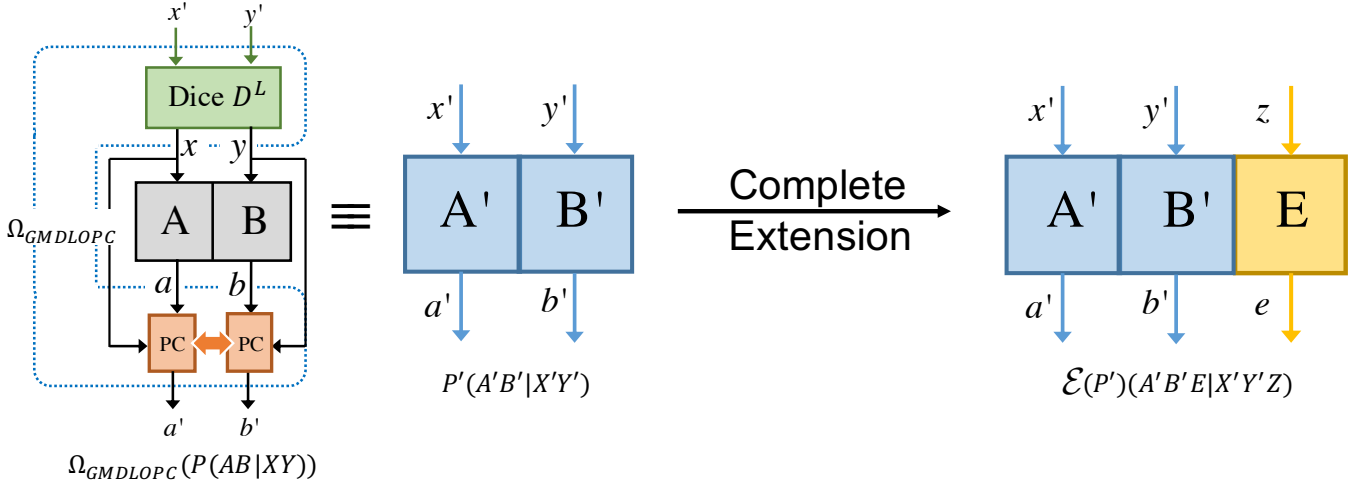 x' y'
Dice D^L
x y
Ω_GMDLOPC
A B
a b
PC PC
a' b'
Ω_GMDLOPC(P(AB|XY))
≡
x' y'
A' B'
a' b'
P'(A'B'|X'Y')
Complete
Extension
x' y' z
A' B' E
a' b' e
ℰ(P')(A'B'E|X'Y'Z)